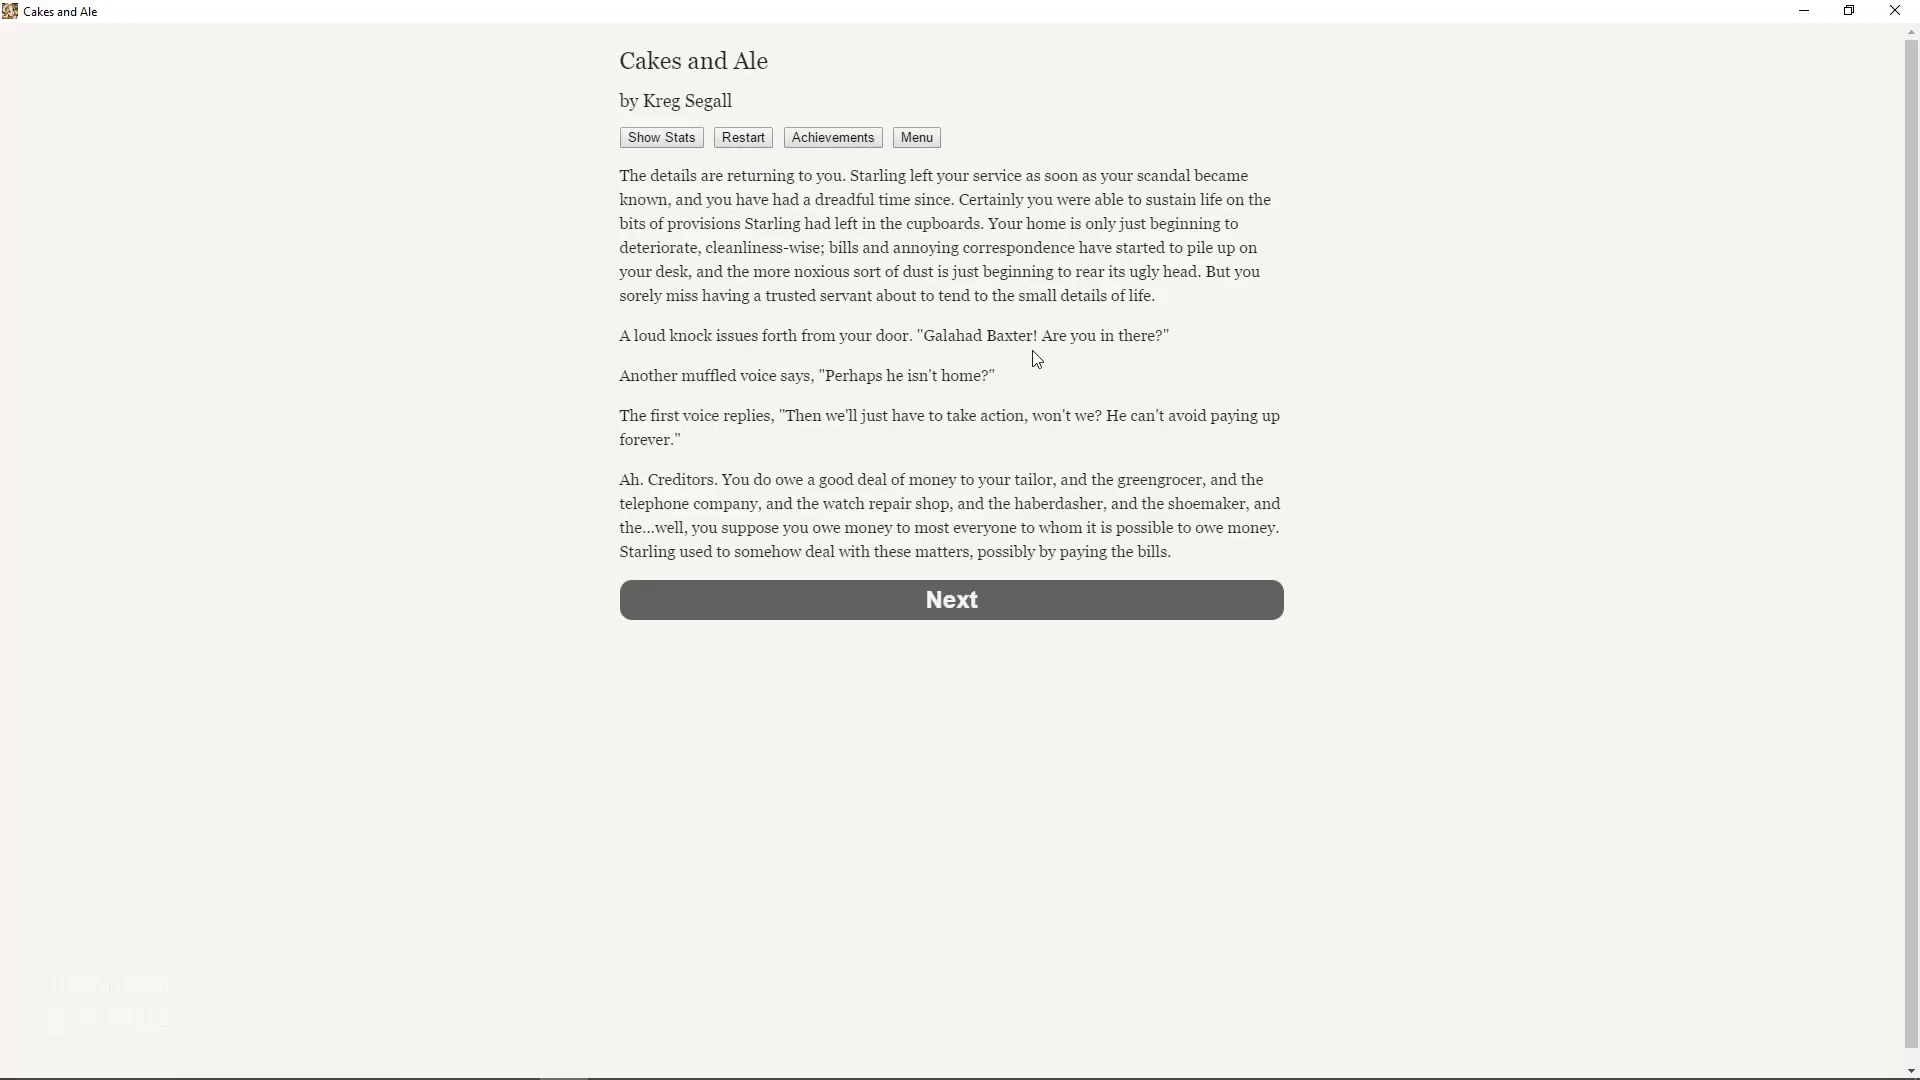 Cakes and Ale
Cakes and Ale
by Kreg Segall
Show Stats Restart Achievements Menu
The details are returning to you. Starling left your service as soon as your scandal became
known, and you have had a dreadful time since. Certainly you were able to sustain life on the
bits of provisions Starling had left in the cupboards. Your home is only just beginning to
deteriorate, cleanliness-wise; bills and annoying correspondence have started to pile up on
your desk, and the more noxious sort of dust is just beginning to rear its ugly head. But you
sorely miss having a trusted servant about to tend to the small details of life.
A loud knock issues forth from your door. "Galahad Baxter! Are you in there?"
Another muffled voice says, "Perhaps he isn't home?"
The first voice replies, "Then we'll just have to take action, won't we? He can't avoid paying up
forever."
Ah. Creditors. You do owe a good deal of money to your tailor, and the greengrocer, and the
telephone company, and the watch repair shop, and the haberdasher, and the shoemaker, and
the...well, you suppose you owe money to most everyone to whom it is possible to owe money.
Starling used to somehow deal with these matters, possibly by paying the bills.
Next